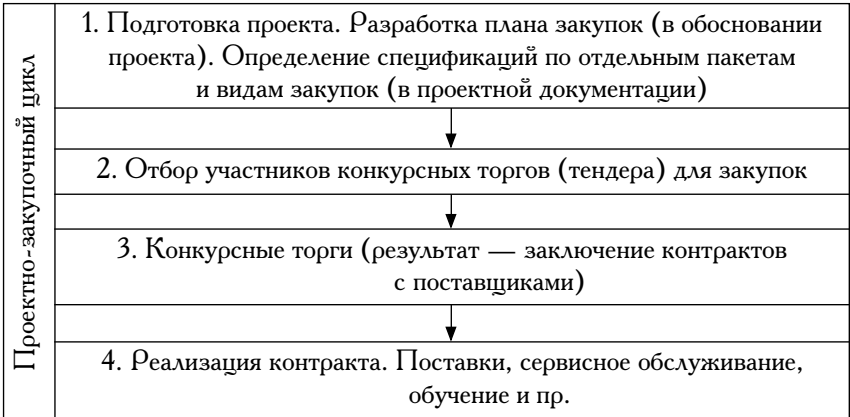 Проектно-закупочный цикл
1. Подготовка проекта. Разработка плана закупок (в обосновании
проекта). Определение спецификаций по отдельным пакетам
и видам закупок (в проектной документации)
2. Отбор участников конкурсных торгов (тендера) для закупок
3. Конкурсные торги (результат — заключение контрактов
с поставщиками)
4. Реализация контракта. Поставки, сервисное обслуживание,
обучение и пр.